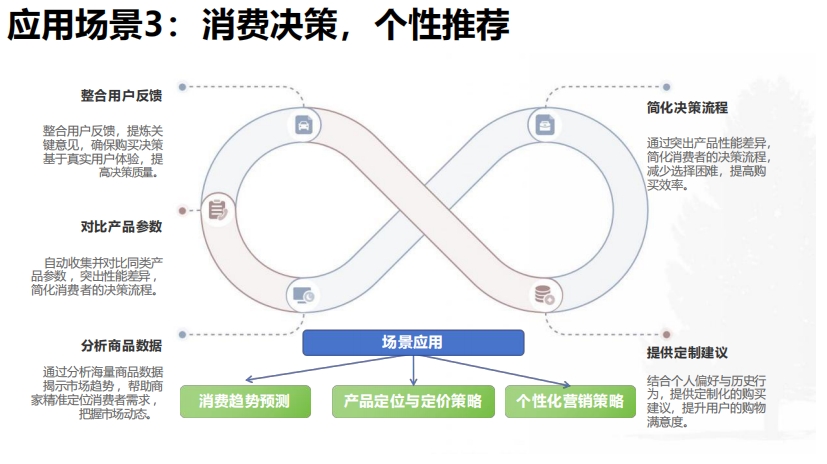 应用场景3：消费决策，个性推荐
整合用户反馈
整合用户反馈，提炼关
键意见，确保购买决策
基于真实用户体验，提
高决策质量。
对比产品参数
自动收集并对比同类产
品参数，突出性能差异，
简化消费者的决策流程。
分析商品数据
通过分析海量商品数据
揭示市场趋势，帮助商
家精准定位消费者需求，
把握市场动态。
简化决策流程
通过突出产品性能差异，
简化消费者的决策流程，
减少选择困难，提高购
买效率。
提供定制建议
结合个人偏好与历史行
为，提供定制化的购买
建议，提升用户的购物
满意度。
场景应用
消费趋势预测
产品定位与定价策略
个性化营销策略